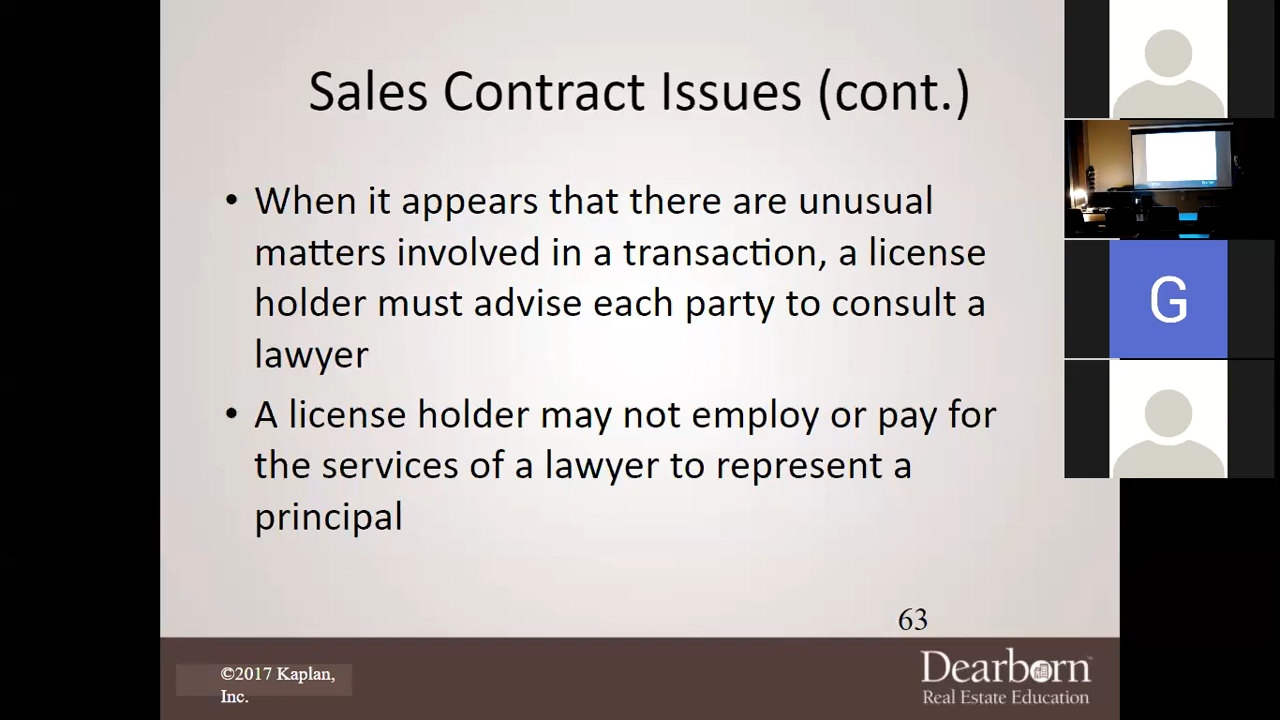 Sales Contract Issues (cont.)
• When it appears that there are unusual
matters involved in a transaction, a license
holder must advise each party to consult a
lawyer
• A license holder may not employ or pay for
the services of a lawyer to represent a
principal
63
©2017 Kaplan,
Inc.
Dearborn
Real Estate Education
G